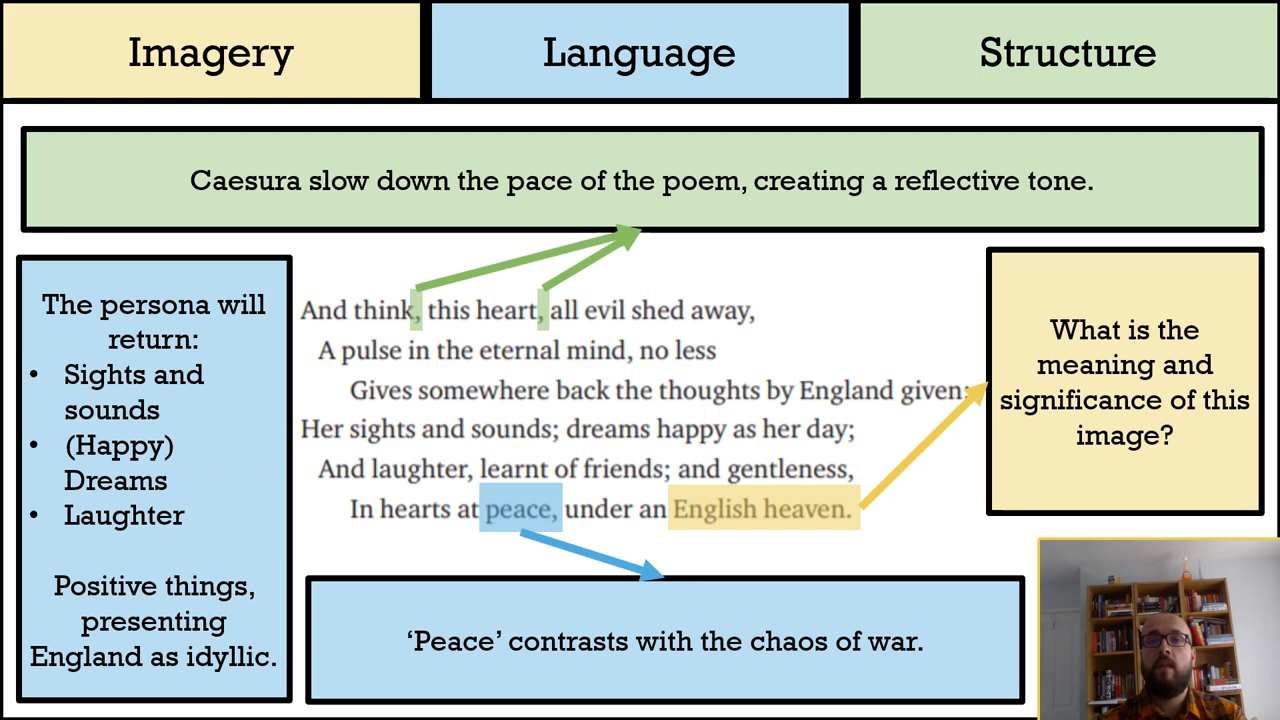 Imagery
Language
Structure
Caesura slow down the pace of the poem, creating a reflective tone.
The persona will
return:
• Sights and
sounds
• (Happy)
Dreams
• Laughter
Positive things,
presenting
England as idyllic.
And think, this heart, all evil shed away,
A pulse in the eternal mind, no less
Gives somewhere back the thoughts by England given;
Her sights and sounds; dreams happy as her day;
And laughter, learnt of friends; and gentleness,
In hearts at peace, under an English heaven.
What is the
meaning and
significance of this
image?
‘Peace’ contrasts with the chaos of war.